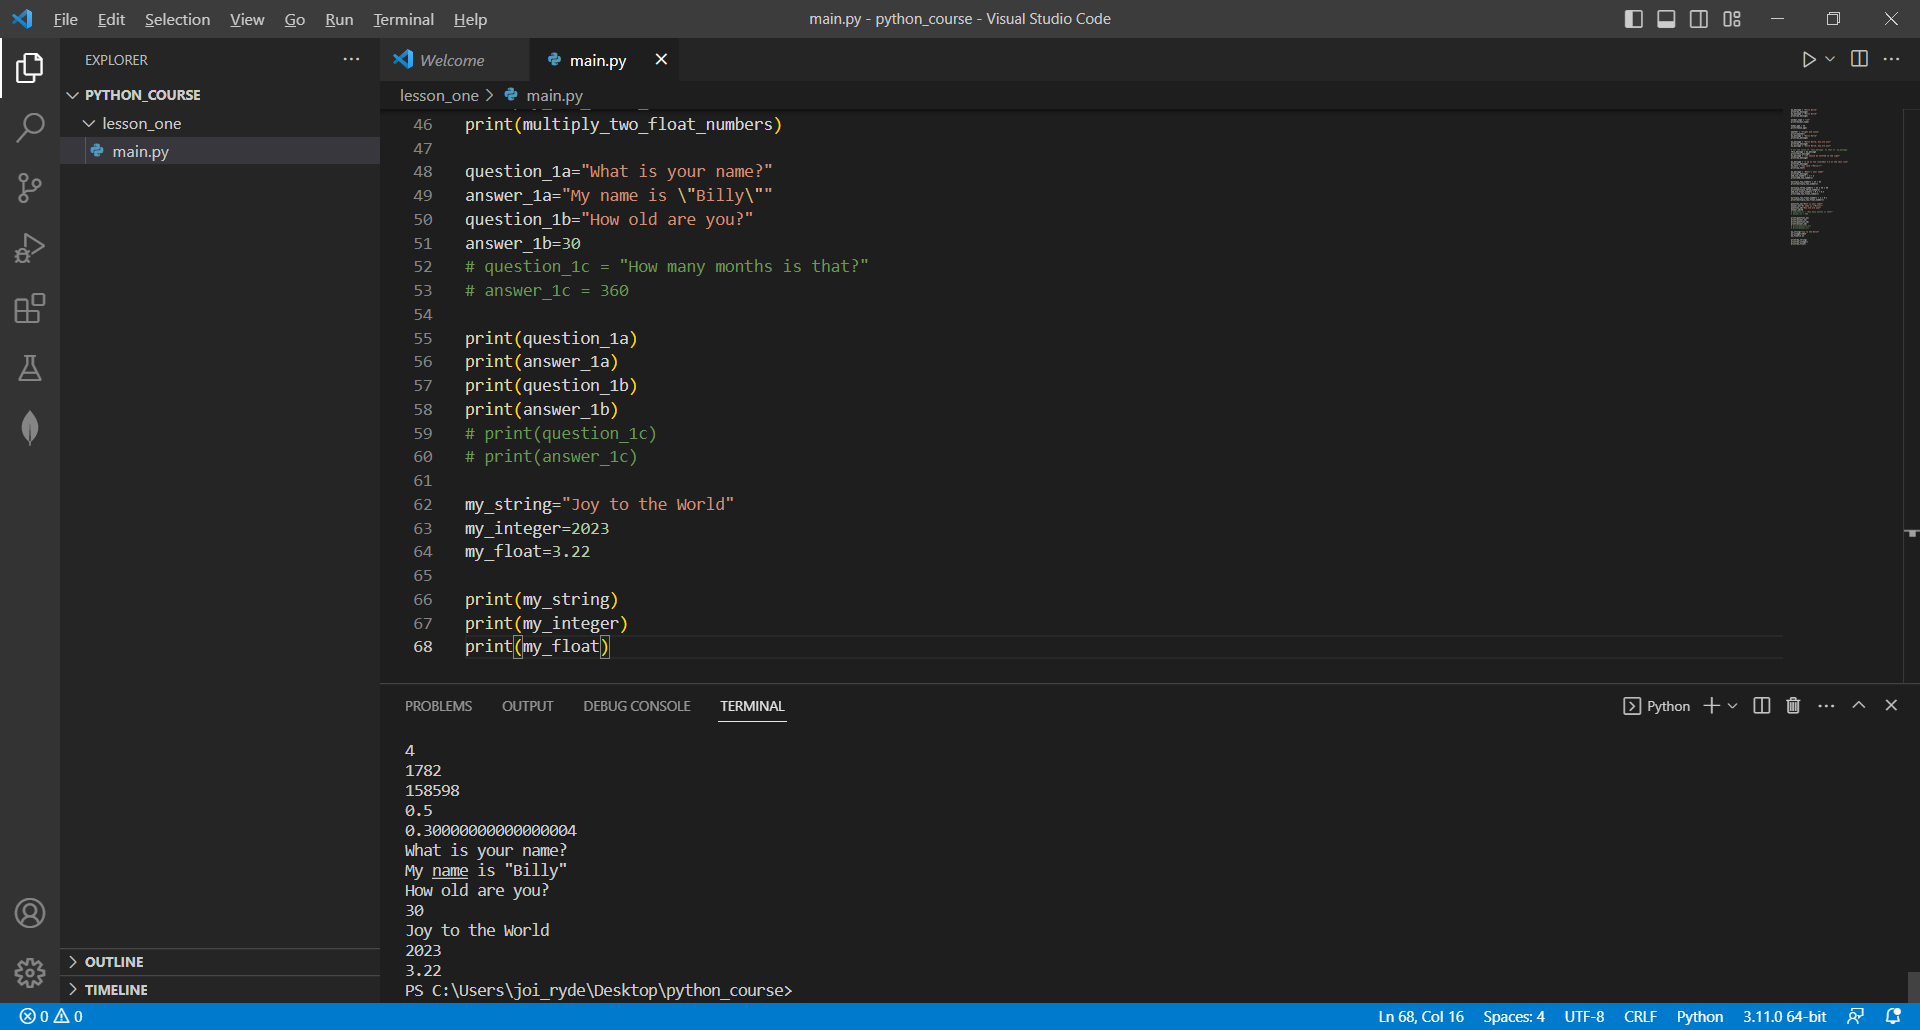 File Edit Selection View Go Run Terminal Help
main.py - python_course - Visual Studio Code
EXPLORER
PYTHON_COURSE
lesson_one
main.py
OUTLINE
TIMELINE
Welcome
main.py
lesson_one > main.py
46 print(multiply_two_float_numbers)
47
48 question_1a="What is your name?"
49 answer_1a="My name is \"Billy\""
50 question_1b="How old are you?"
51 answer_1b=30
52 # question_1c = "How many months is that?"
53 # answer_1c = 360
54
55 print(question_1a)
56 print(answer_1a)
57 print(question_1b)
58 print(answer_1b)
59 # print(question_1c)
60 # print(answer_1c)
61
62 my_string="Joy to the World"
63 my_integer=2023
64 my_float=3.22
65
66 print(my_string)
67 print(my_integer)
68 print(my_float)
PROBLEMS OUTPUT DEBUG CONSOLE TERMINAL
Python
4
1782
158598
0.5
0.30000000000000004
What is your name?
My name is "Billy"
How old are you?
30
Joy to the World
2023
3.22
PS C:\Users\joi_ryde\Desktop\python_course>
0 0
Ln 68, Col 16 Spaces: 4 UTF-8 CRLF Python 3.11.0 64-bit